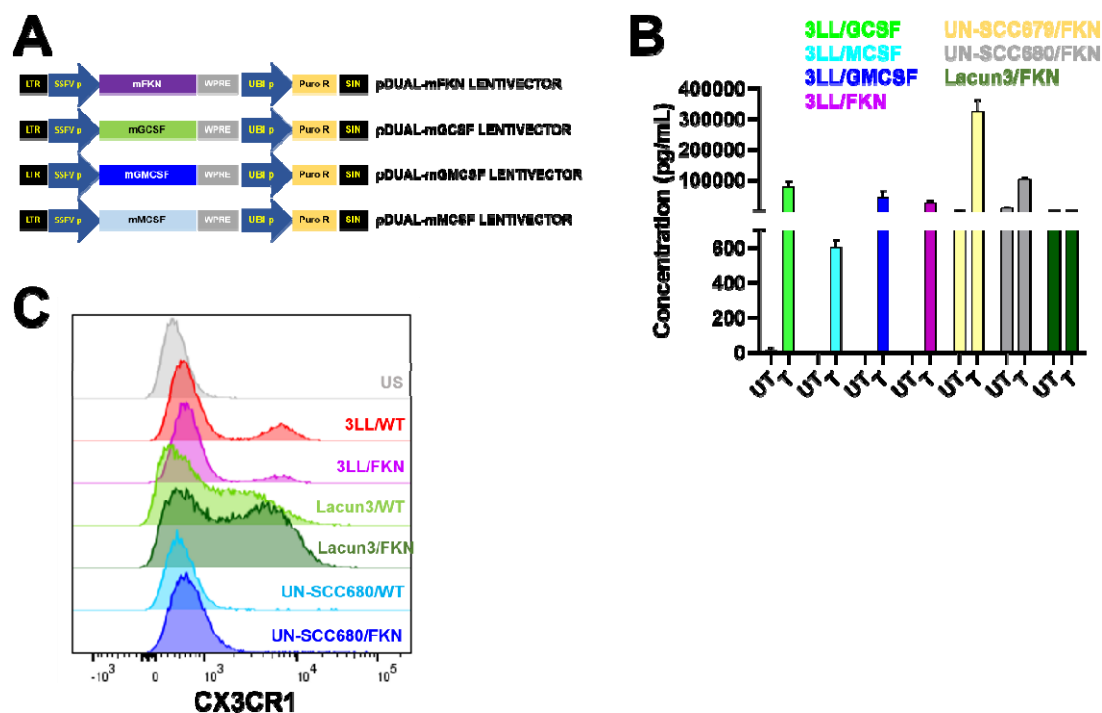 A
LTR SSFV p mFKN WPRE UBI p Puro R SIN pDUAL-mFKN LENTIVECTOR
LTR SSFV p mGCSF WPRE UBI p Puro R SIN pDUAL-mGCSF LENTIVECTOR
LTR SSFV p mGMCSF WPRE UBI p Puro R SIN pDUAL-mGMCSF LENTIVECTOR
LTR SSFV p mMCSF WPRE UBI p Puro R SIN pDUAL-mMCSF LENTIVECTOR
B
3LL/GCSF UN-SCC679/FKN
3LL/MCSF UN-SCC680/FKN
3LL/GMCSF Lacun3/FKN
3LL/FKN
Concentration (pg/mL)
400000
300000
200000
100000
600
400
200
0
UT T UT T UT T UT T UT T UT T UT T
C
US
3LL/WT
3LL/FKN
Lacun3/WT
Lacun3/FKN
UN-SCC680/WT
UN-SCC680/FKN
-10³ 0 10³ 10⁴ 10⁵
CX3CR1